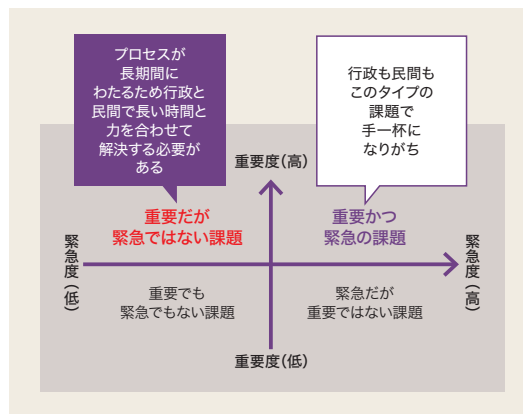 プロセスが
長期間に
わたるため行政と
民間で長い時間と
力を合わせて
解決する必要が
ある
行政も民間も
このタイプの
課題で
手一杯に
なりがち
重要度（高）
重要だが
緊急ではない課題
重要かつ
緊急の課題
緊急度（低）
緊急度（高）
重要でも
緊急でもない課題
緊急だが
重要ではない課題
重要度（低）